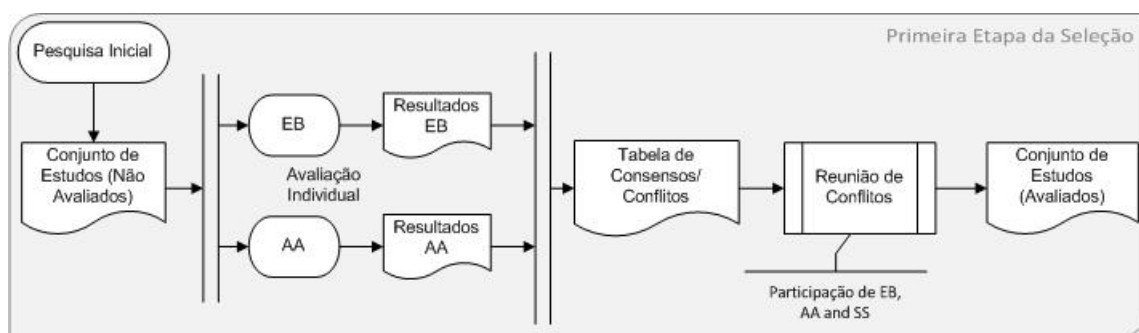 Primeira Etapa da Seleção
Pesquisa Inicial
Conjunto de
Estudos (Não
Avaliados)
EB
Resultados
EB
Avaliação
Individual
AA
Resultados
AA
Tabela de
Consensos/
Conflitos
Reunião de
Conflitos
Participação de EB,
AA and SS
Conjunto de
Estudos
(Avaliados)